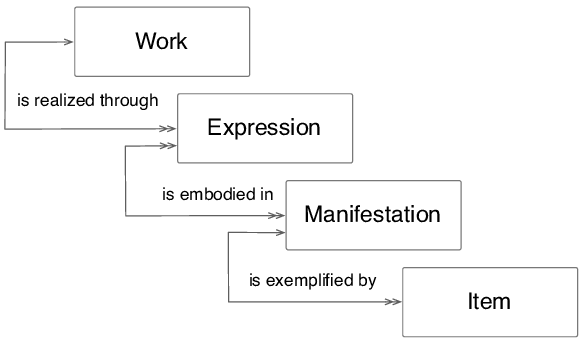 Work
is realized through
Expression
is embodied in
Manifestation
is exemplified by
Item